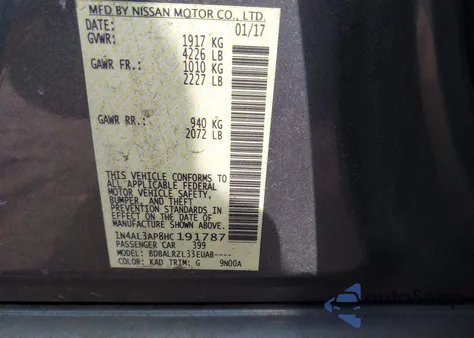 MFD BY NISSAN MOTOR CO., LTD.
DATE: 01/17
GVWR: 1917 KG
4226 LB
GAWR FR.: 1010 KG
2227 LB
GAWR RR.: 940 KG
2072 LB
THIS VEHICLE CONFORMS TO
ALL APPLICABLE FEDERAL
MOTOR VEHICLE SAFETY,
BUMPER, AND THEFT
PREVENTION STANDARDS IN
EFFECT ON THE DATE OF
MANUFACTURE SHOWN ABOVE.
1N4AL3AP8HC191787
PASSENGER CAR 399
MODEL: BDBALRZL33EUAB----
COLOR: KAD TRIM: G 9N00A